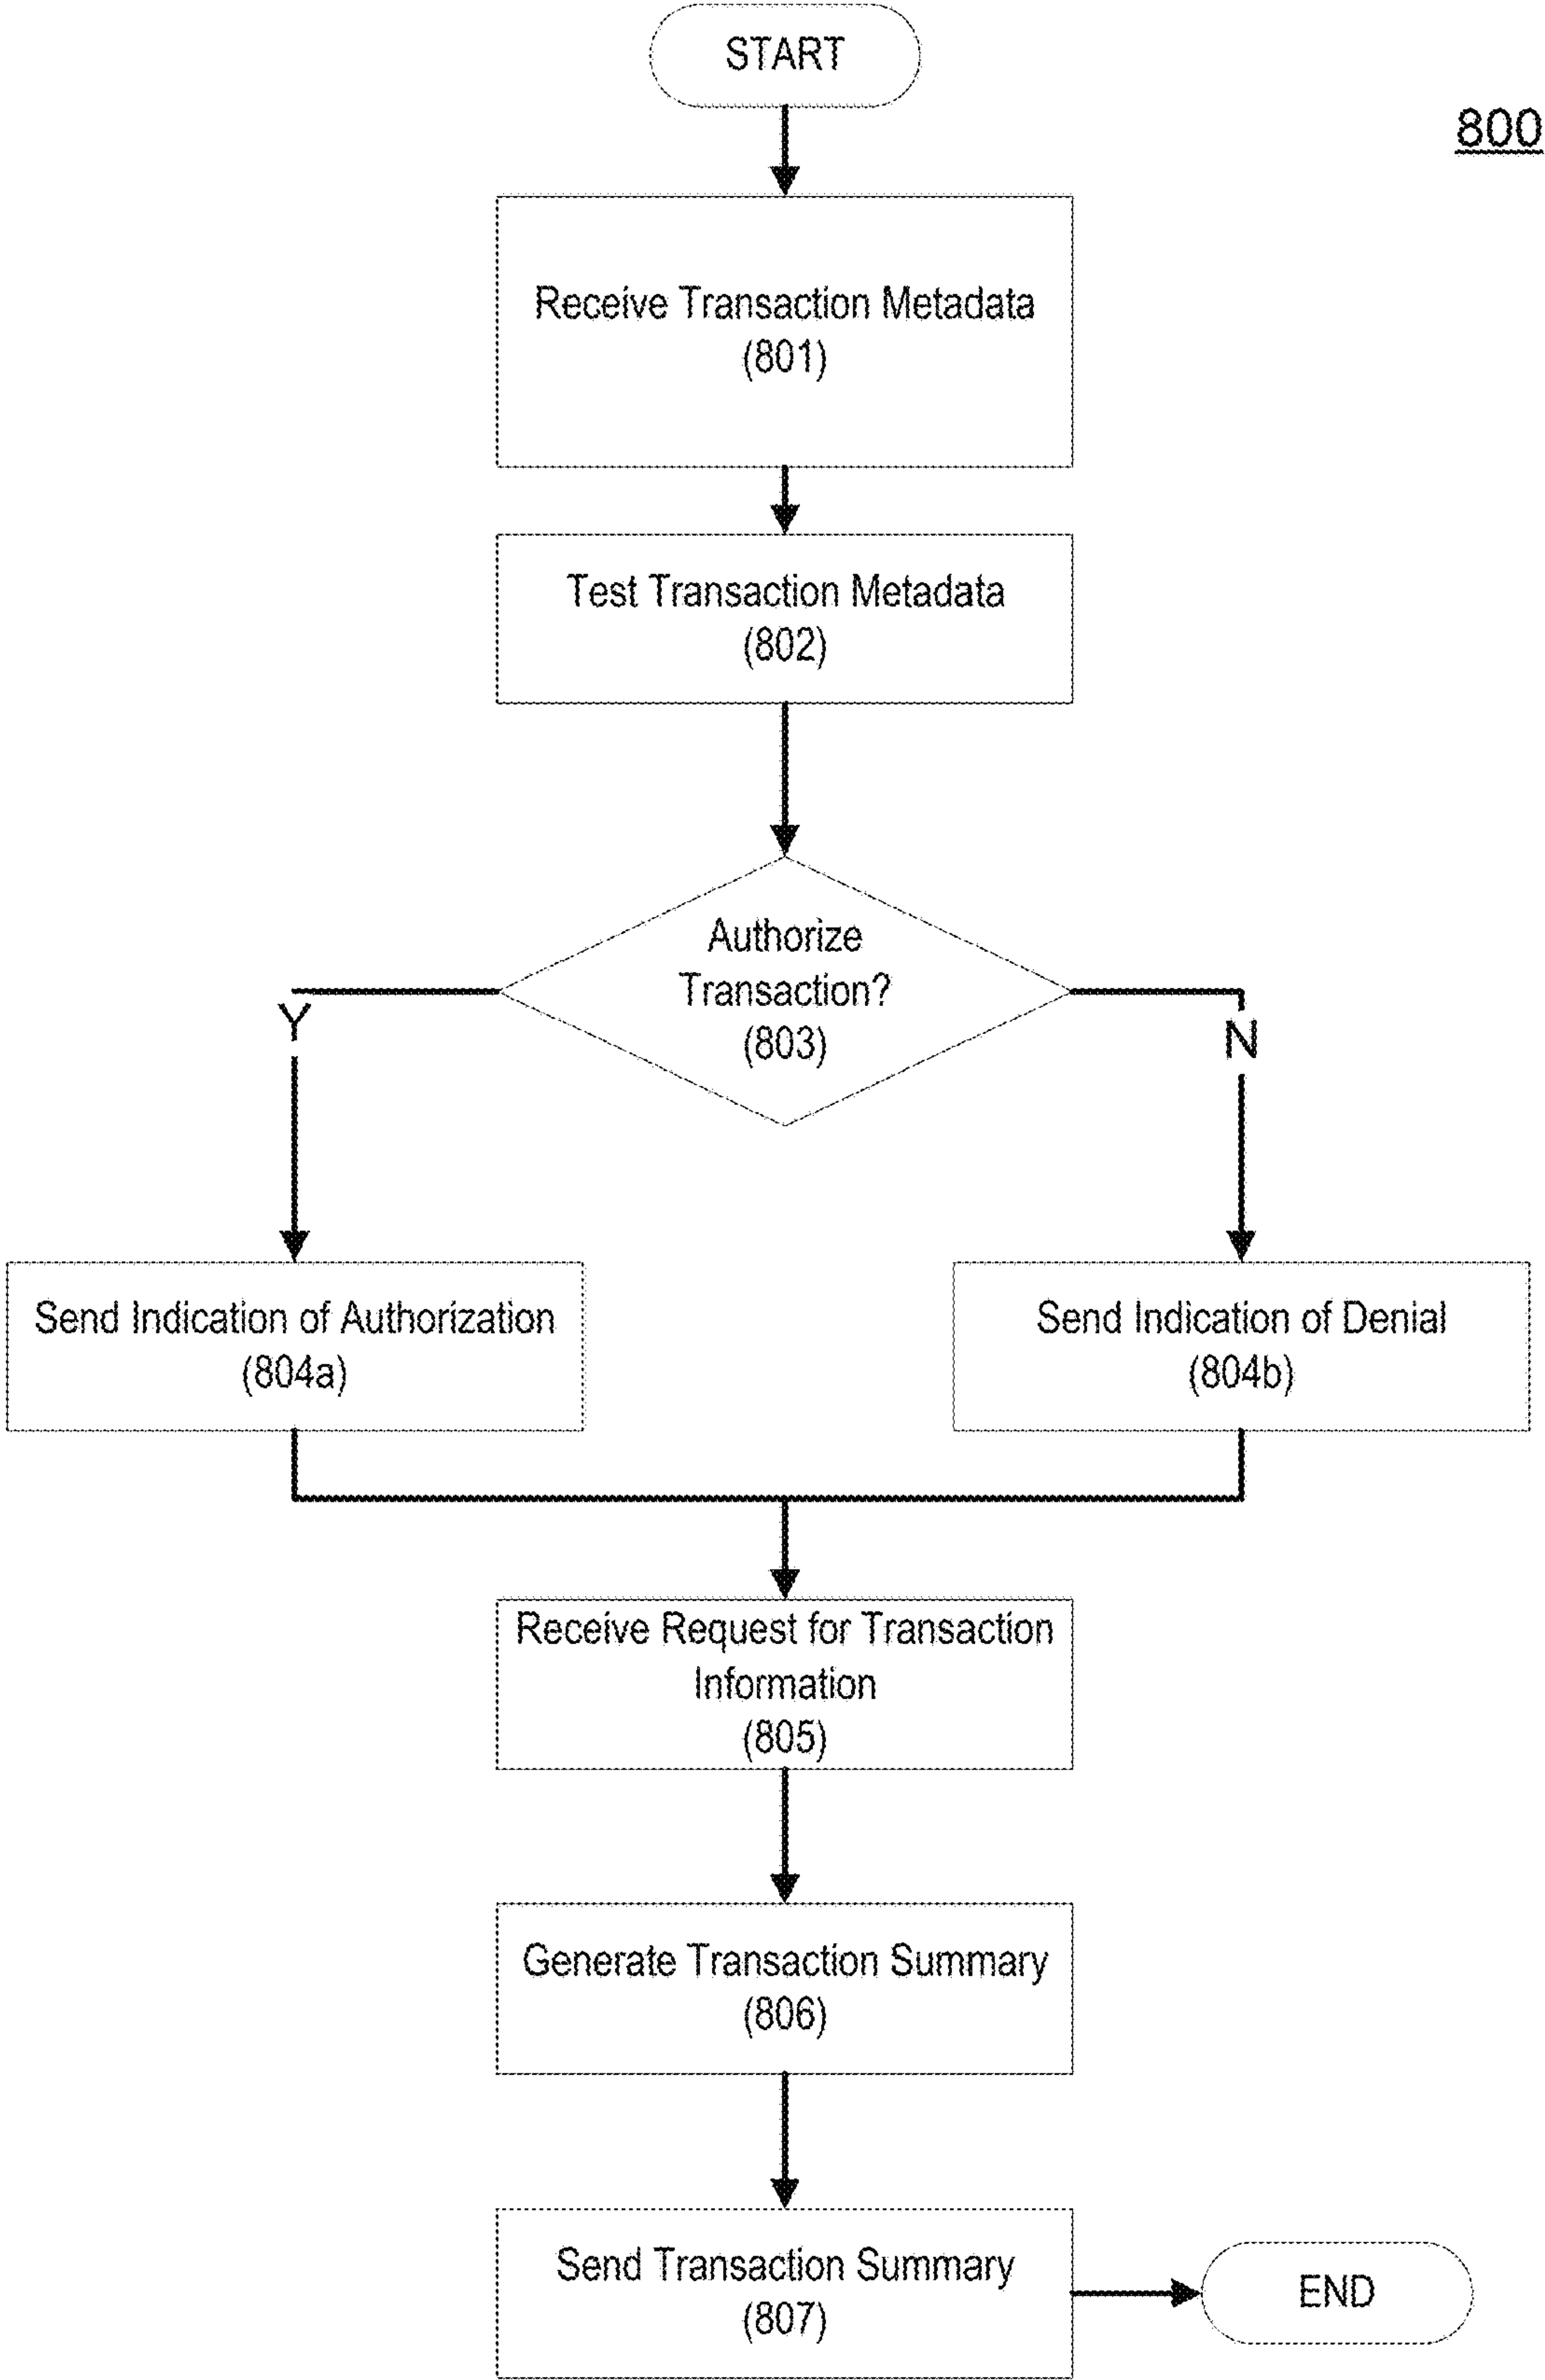 START
800
Receive Transaction Metadata
(801)
Test Transaction Metadata
(802)
Authorize
Transaction?
(803)
Y
N
Send Indication of Authorization
(804a)
Send Indication of Denial
(804b)
Receive Request for Transaction
Information
(805)
Generate Transaction Summary
(806)
Send Transaction Summary
(807)
END